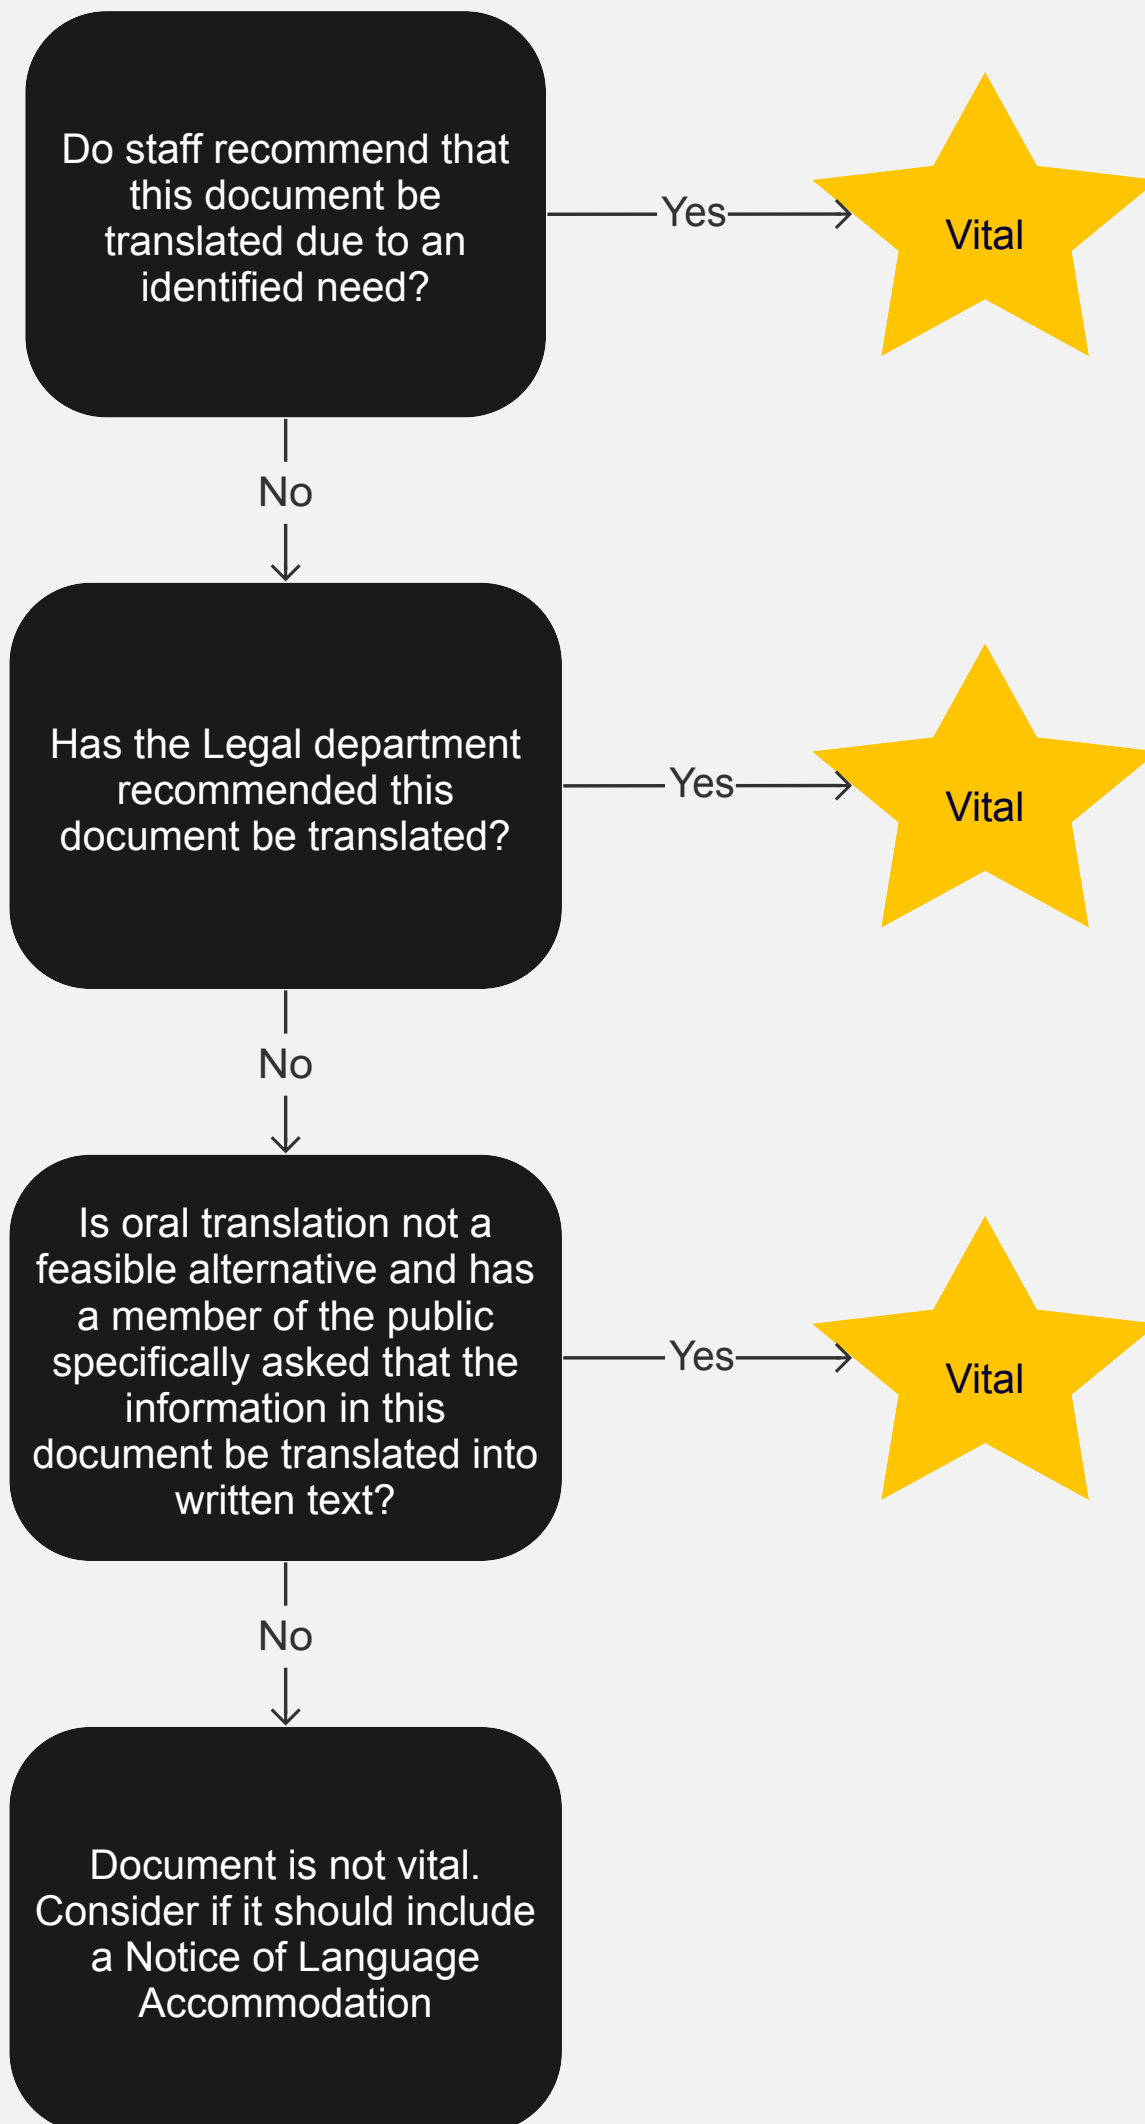 Do staff recommend that
this document be
translated due to an
identified need?
Yes
Vital
No
Has the Legal department
recommended this
document be translated?
Yes
Vital
No
Is oral translation not a
feasible alternative and has
a member of the public
specifically asked that the
information in this
document be translated into
written text?
Yes
Vital
No
Document is not vital.
Consider if it should include
a Notice of Language
Accommodation